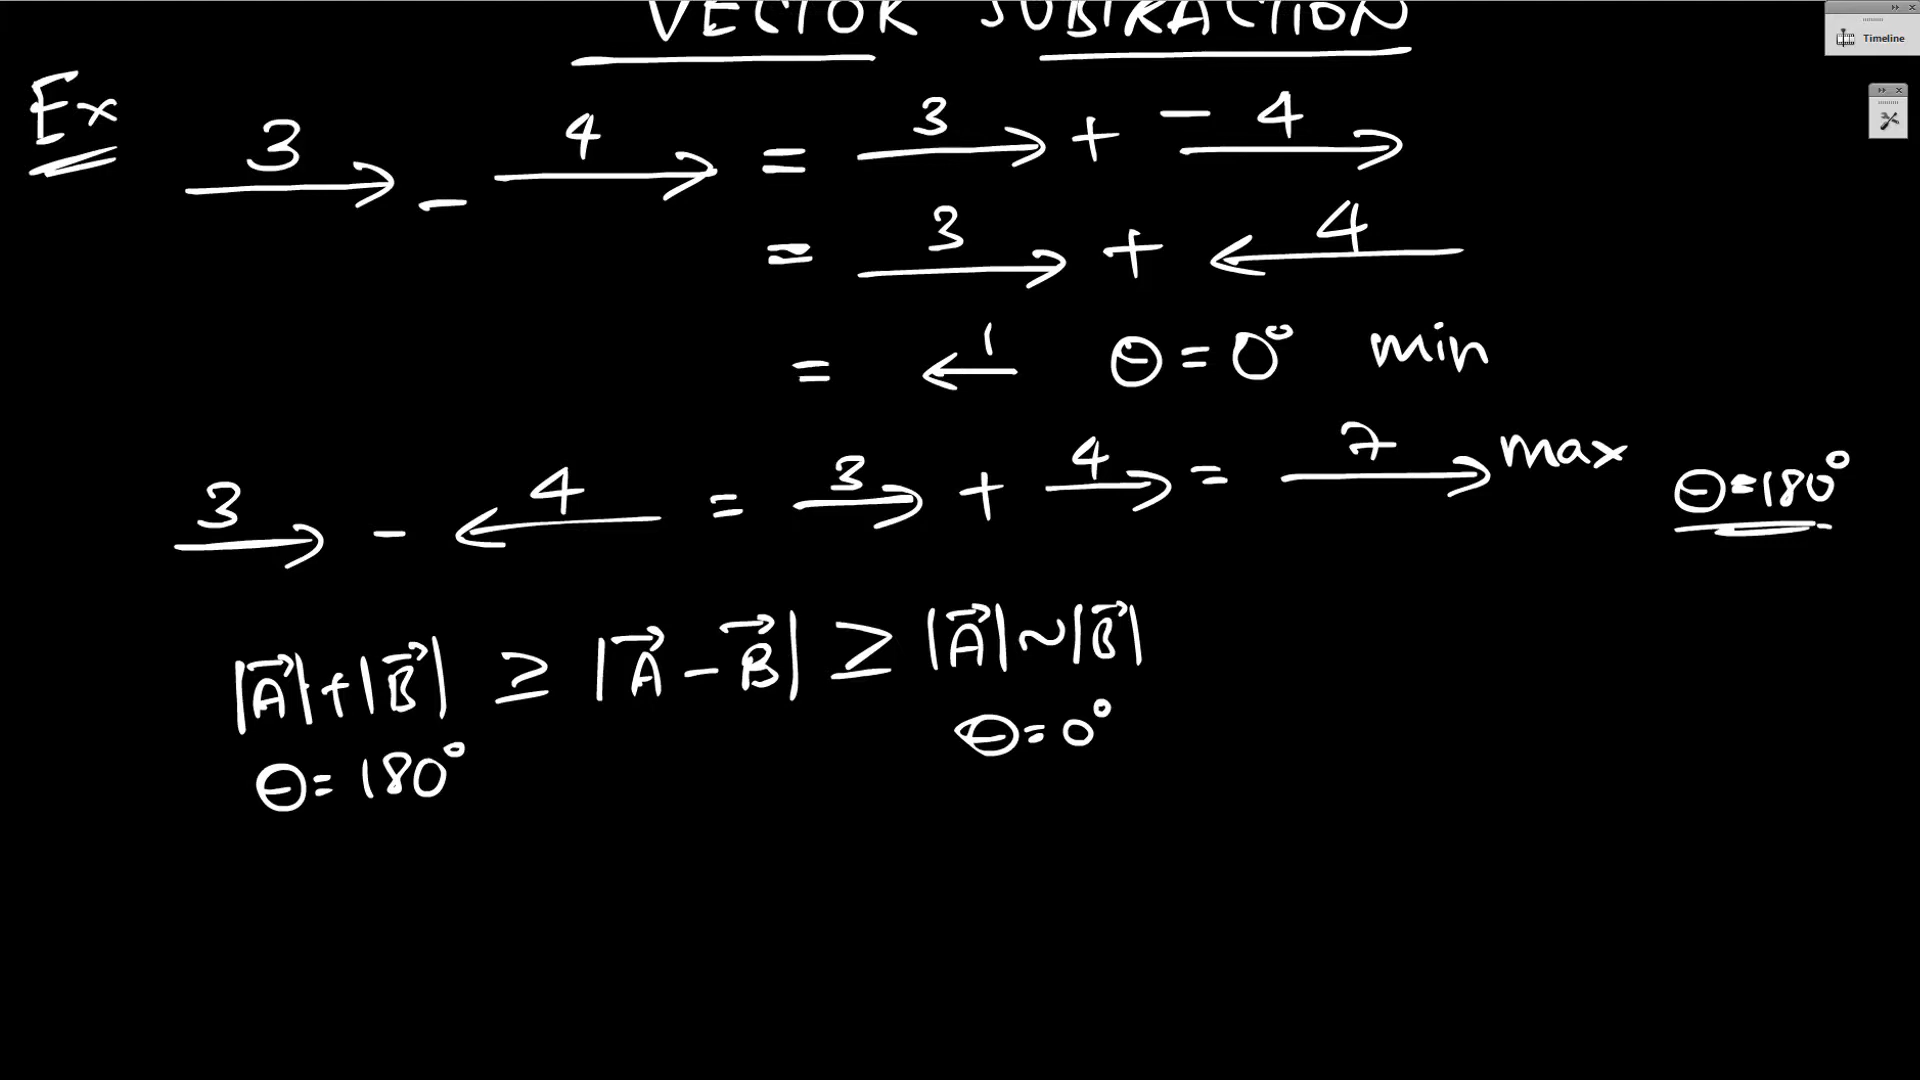 VECTOR SUBTRACTION
Timeline
Ex 3 - 4 = 3 + - 4
= 3 + 4
= 1 θ = 0° min
3 - 4 = 3 + 4 = 7 max θ = 180°
|A⃗| + |B⃗| ≥ |A⃗ - B⃗| ≥ |A⃗| ~ |B⃗|
θ = 180° θ = 0°